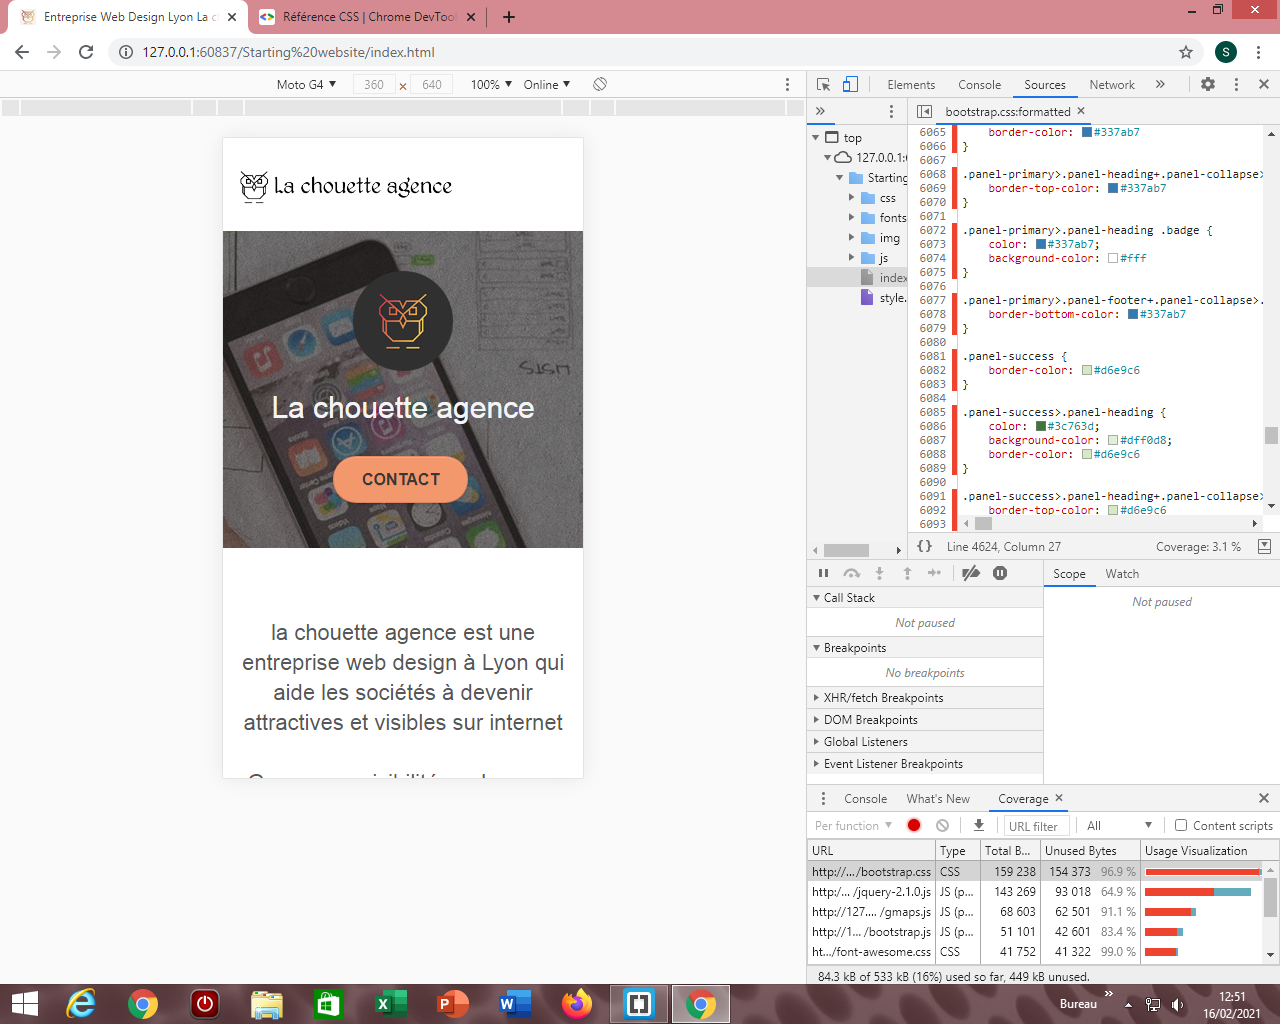 Entreprise Web Design Lyon La c
Référence CSS | Chrome DevTool
127.0.0.1:60837/Starting%20website/index.html
S
Moto G4 ▼ 360 × 640 100% ▼ Online ▼
Elements Console Sources Network »
» bootstrap.css:formatted ×
top
127.0.0.1:6
Starting
css
fonts
img
js
index
style.
6065 border-color: #337ab7
6066 }
6067
6068 .panel-primary>.panel-heading+.panel-collapse>
6069 border-top-color: #337ab7
6070 }
6071
6072 .panel-primary>.panel-heading .badge {
6073 color: #337ab7;
6074 background-color: #fff
6075 }
6076
6077 .panel-primary>.panel-footer+.panel-collapse>.
6078 border-bottom-color: #337ab7
6079 }
6080
6081 .panel-success {
6082 border-color: #d6e9c6
6083 }
6084
6085 .panel-success>.panel-heading {
6086 color: #3c763d;
6087 background-color: #dff0d8;
6088 border-color: #d6e9c6
6089 }
6090
6091 .panel-success>.panel-heading+.panel-collapse>
6092 border-top-color: #d6e9c6
6093
{} Line 4624, Column 27 Coverage: 3.1 %
La chouette agence
La chouette agence
CONTACT
la chouette agence est une
entreprise web design à Lyon qui
aide les sociétés à devenir
attractives et visibles sur internet
Scope Watch
Not paused
Call Stack
Not paused
Breakpoints
No breakpoints
XHR/fetch Breakpoints
DOM Breakpoints
Global Listeners
Event Listener Breakpoints
Console What's New Coverage ×
Per function ▼ URL filter All ▼ Content scripts
URL Type Total B... Unused Bytes Usage Visualization
http://... /bootstrap.css CSS 159 238 154 373 96.9 %
http:/... /jquery-2.1.0.js JS (p... 143 269 93 018 64.9 %
http://127.... /gmaps.js JS (p... 68 603 62 501 91.1 %
http://1... /bootstrap.js JS (p... 51 101 42 601 83.4 %
ht.../font-awesome.css CSS 41 752 41 322 99.0 %
84.3 kB of 533 kB (16%) used so far, 449 kB unused.
Bureau »
12:51
16/02/2021